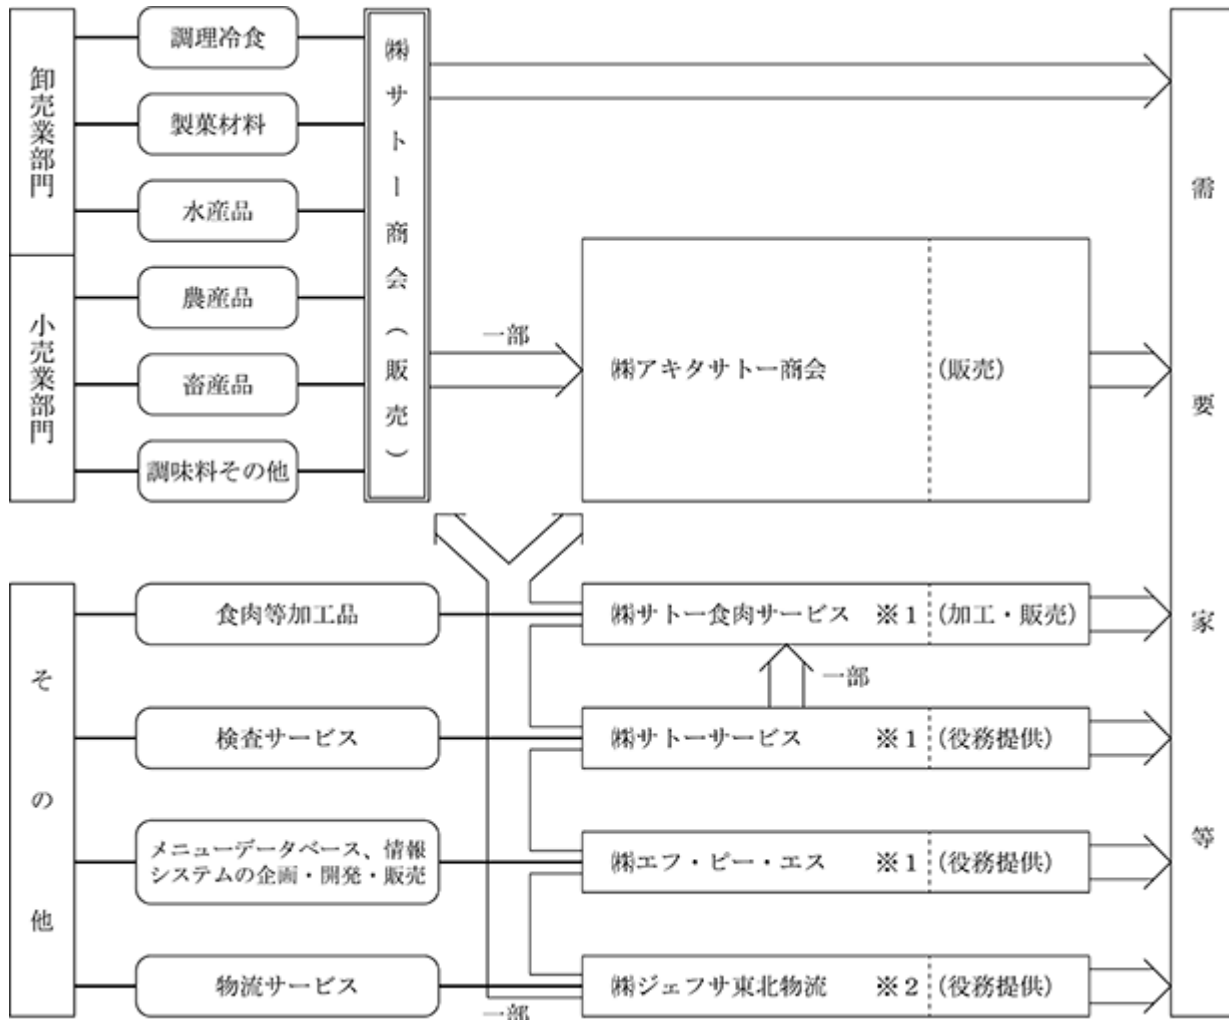 卸売業部門
小売業部門
調理冷食
製菓材料
水産品
農産品
畜産品
調味料その他
㈱サトー商会(販売)
一部
㈱アキタサトー商会
(販売)
需要家等
その他
食肉等加工品
検査サービス
メニューデータベース、情報
システムの企画・開発・販売
物流サービス
㈱サトー食肉サービス ※1
(加工・販売)
一部
㈱サトーサービス ※1
(役務提供)
㈱エフ・ピー・エス ※1
(役務提供)
㈱ジェフサ東北物流 ※2
(役務提供)
一部